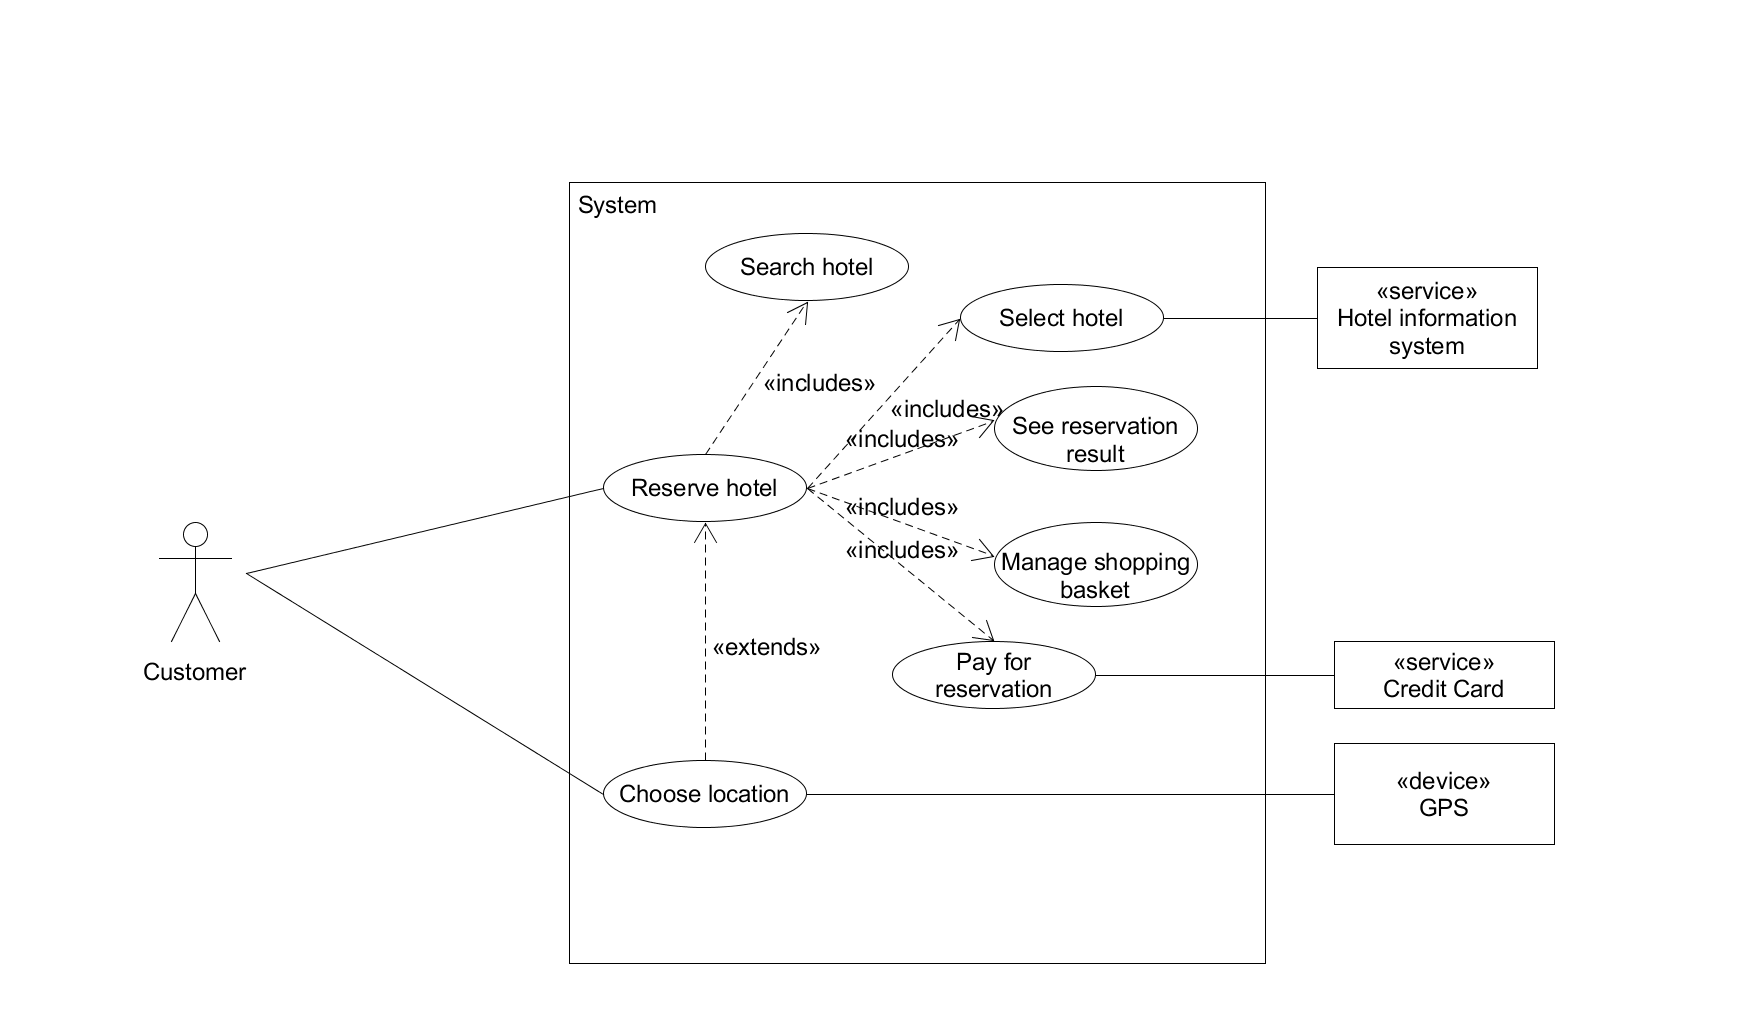 System
Search hotel
Select hotel
«service»
Hotel information
system
«includes»
«includes»
See reservation
result
«includes»
Reserve hotel
«includes»
«includes»
Manage shopping
basket
Customer
«extends»
Pay for
reservation
«service»
Credit Card
Choose location
«device»
GPS